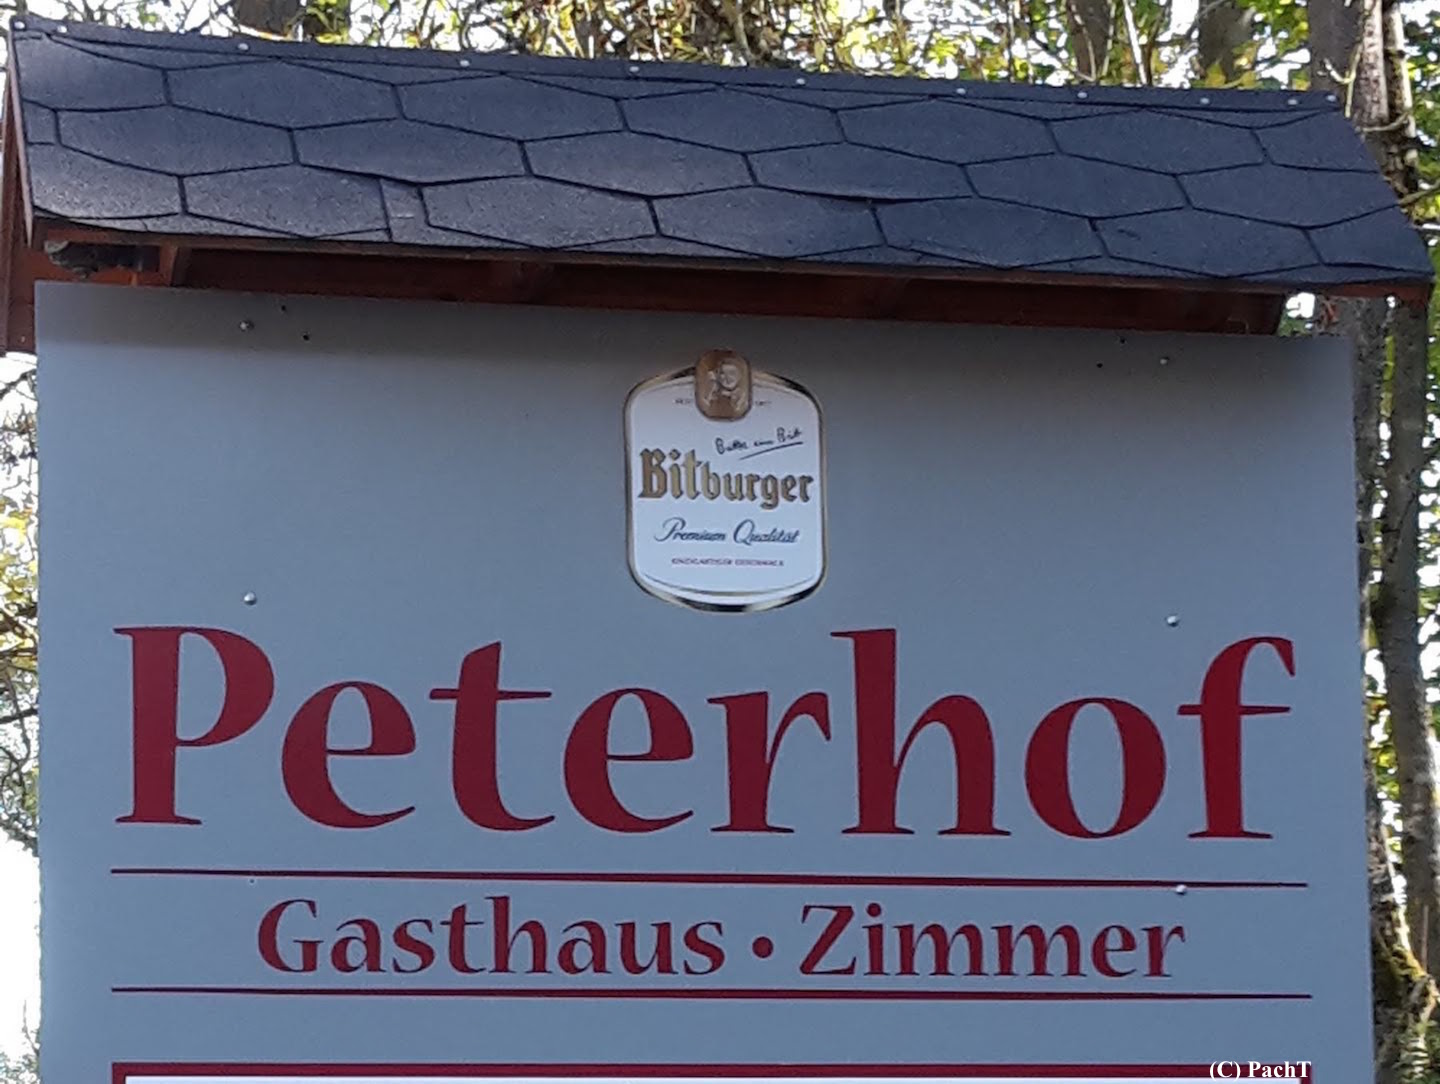 Bitte ein Bit
Bitburger
Premium Qualität
Peterhof
Gasthaus • Zimmer
(C) PachT